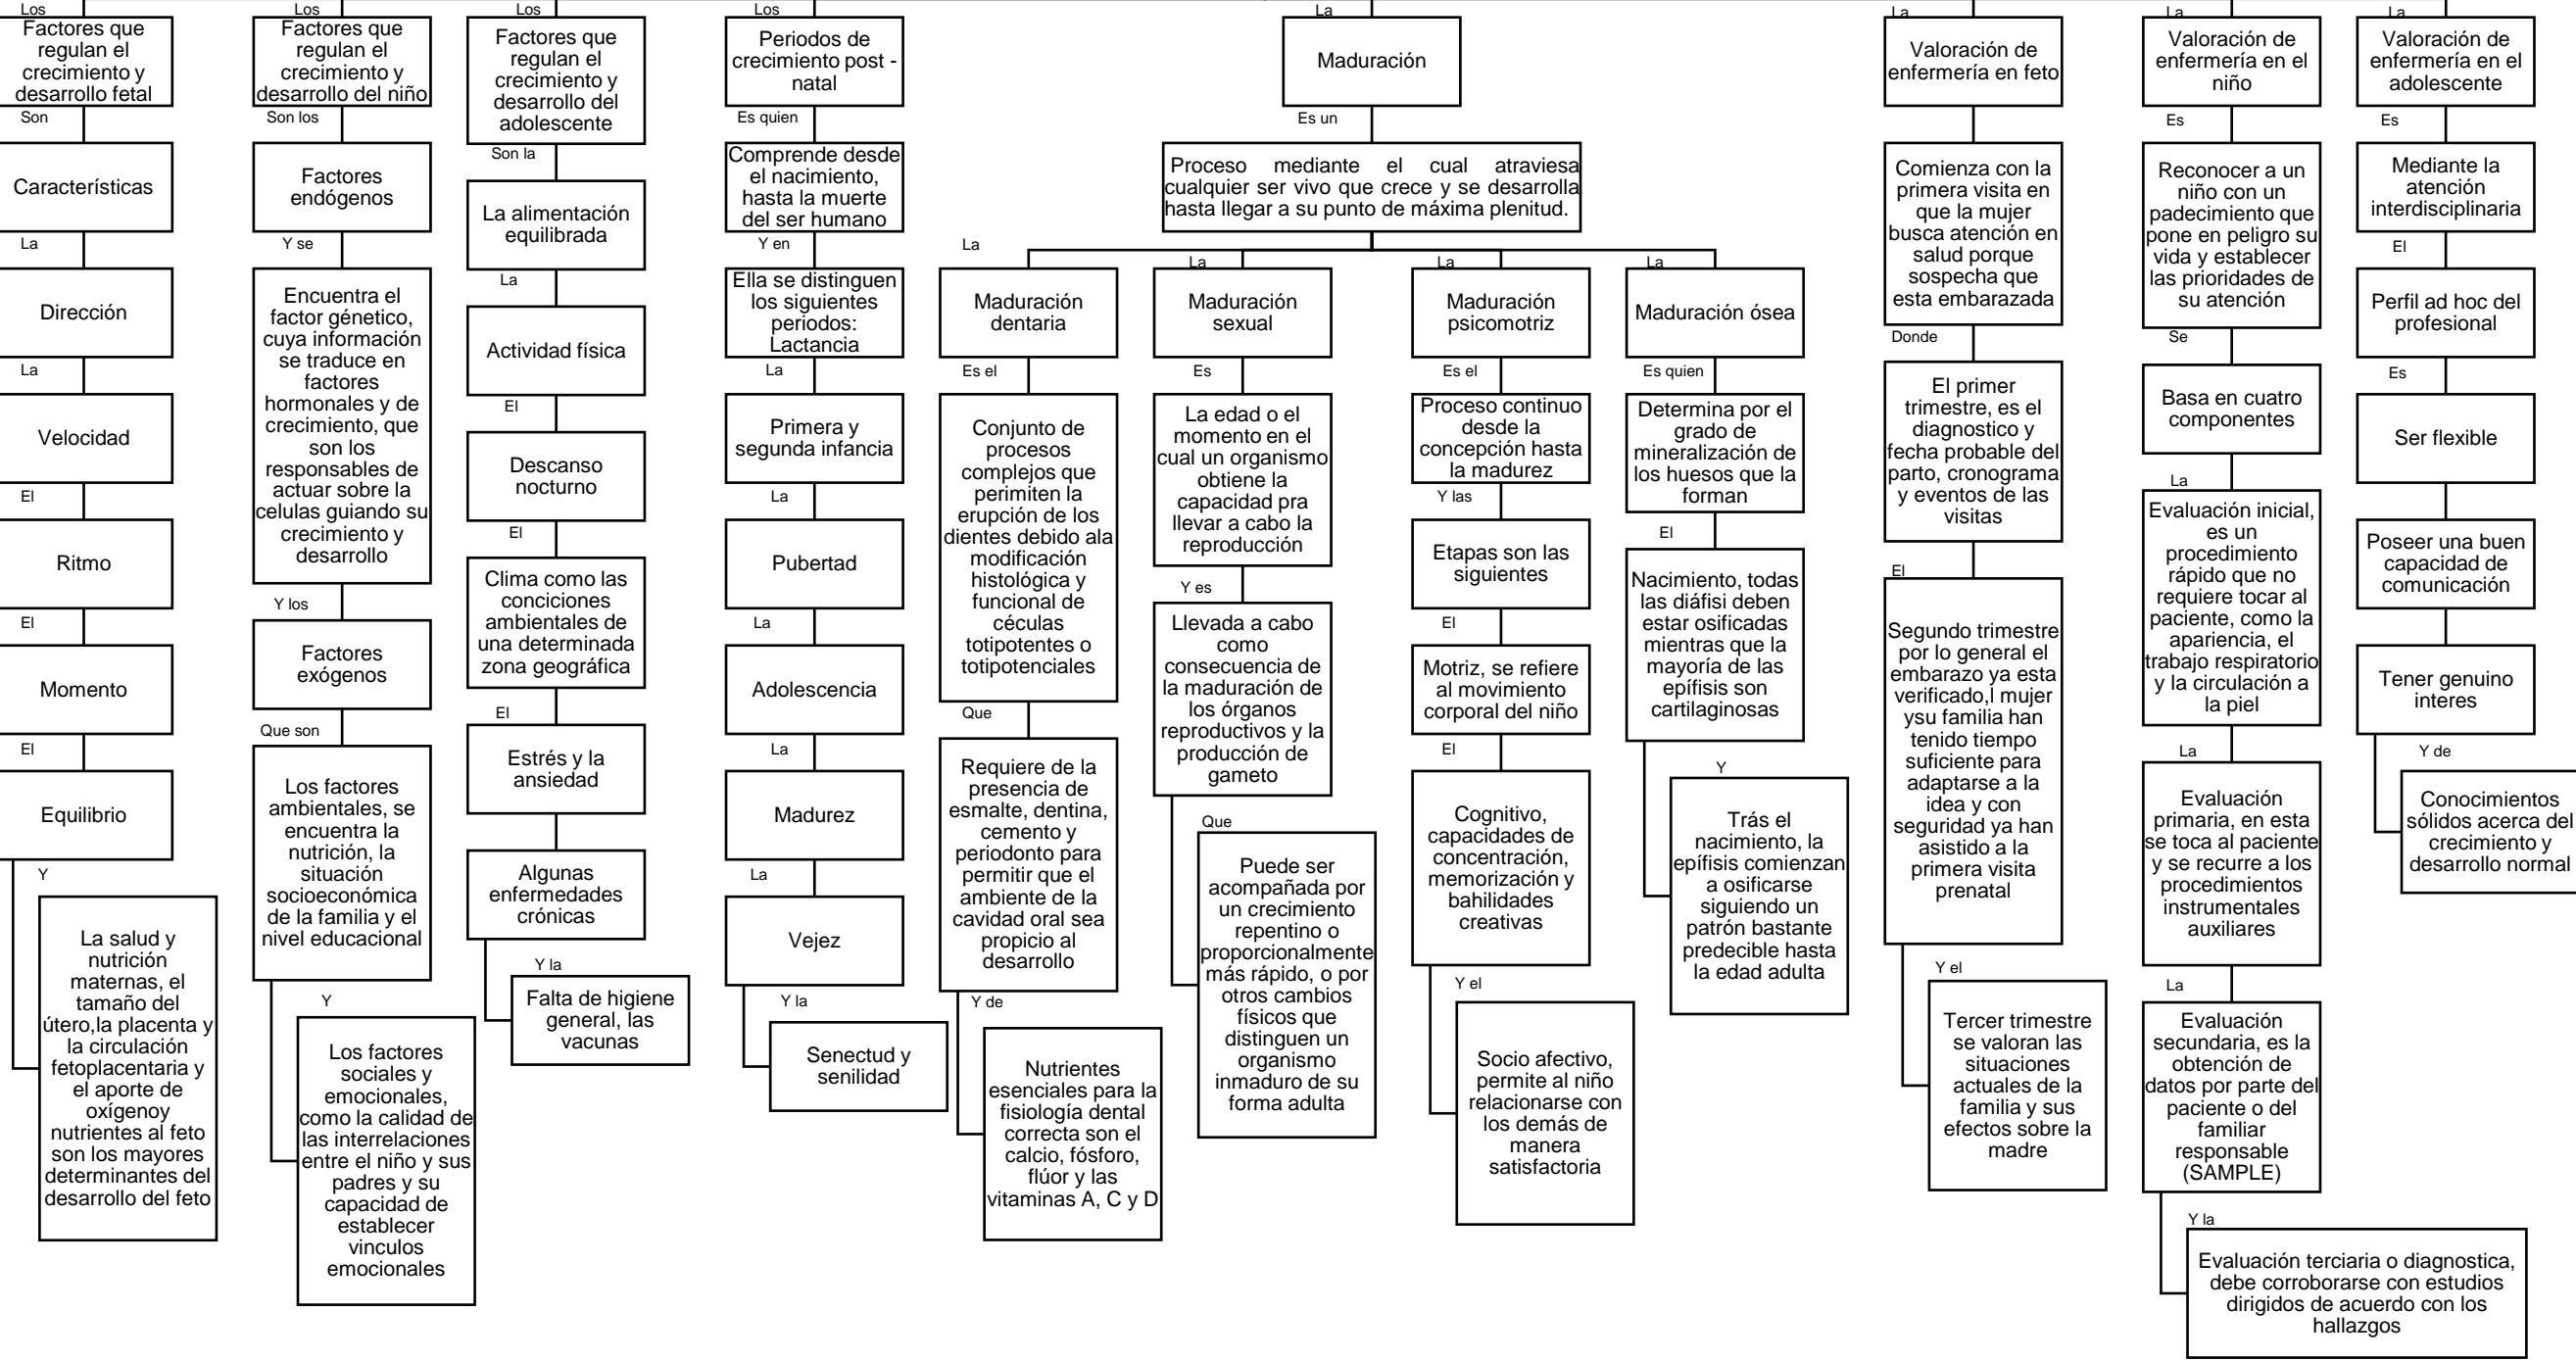 Los
Factores que
regulan el
crecimiento y
desarrollo fetal
Son
Características
La
Dirección
La
Velocidad
El
Ritmo
El
Momento
El
Equilibrio
Y
La salud y
nutrición
maternas, el
tamaño del
útero,la placenta y
la circulación
fetoplacentaria y
el aporte de
oxígenoy
nutrientes al feto
son los mayores
determinantes del
desarrollo del feto
Los
Factores que
regulan el
crecimiento y
desarrollo del niño
Son los
Factores
endógenos
Y se
Encuentra el
factor génetico,
cuya información
se traduce en
factores
hormonales y de
crecimiento, que
son los
responsables de
actuar sobre la
celulas guiando su
crecimiento y
desarrollo
Y los
Factores
exógenos
Que son
Los factores
ambientales, se
encuentra la
nutrición, la
situación
socioeconómica
de la familia y el
nivel educacional
Y
Los factores
sociales y
emocionales,
como la calidad de
las interrelaciones
entre el niño y sus
padres y su
capacidad de
establecer
vinculos
emocionales
Los
Factores que
regulan el
crecimiento y
desarrollo del
adolescente
Son la
La alimentación
equilibrada
La
Actividad física
El
Descanso
nocturno
El
Clima como las
conciciones
ambientales de
una determinada
zona geográfica
El
Estrés y la
ansiedad
Algunas
enfermedades
crónicas
Y la
Falta de higiene
general, las
vacunas
Los
Periodos de
crecimiento post -
natal
Es quien
Comprende desde
el nacimiento,
hasta la muerte
del ser humano
Y en
Ella se distinguen
los siguientes
periodos:
Lactancia
La
Primera y
segunda infancia
La
Pubertad
La
Adolescencia
La
Madurez
La
Vejez
Y la
Senectud y
senilidad
La
Maduración
Es un
Proceso mediante el cual atraviesa
cualquier ser vivo que crece y se desarrolla
hasta llegar a su punto de máxima plenitud.
La
Maduración
dentaria
Es el
Conjunto de
procesos
complejos que
perimiten la
erupción de los
dientes debido ala
modificación
histológica y
funcional de
céculas
totipotentes o
totipotenciales
Que
Requiere de la
presencia de
esmalte, dentina,
cemento y
periodonto para
permitir que el
ambiente de la
cavidad oral sea
propicio al
desarrollo
Y de
Nutrientes
esenciales para la
fisiología dental
correcta son el
calcio, fósforo,
flúor y las
vitaminas A, C y D
La
Maduración
sexual
Es
La edad o el
momento en el
cual un organismo
obtiene la
capacidad pra
llevar a cabo la
reproducción
Y es
Llevada a cabo
como
consecuencia de
la maduración de
los órganos
reproductivos y la
producción de
gameto
Que
Puede ser
acompañada por
un crecimiento
repentino o
proporcionalmente
más rápido, o por
otros cambios
físicos que
distinguen un
organismo
inmaduro de su
forma adulta
La
Maduración
psicomotriz
Es el
Proceso continuo
desde la
concepción hasta
la madurez
Y las
Etapas son las
siguientes
El
Motriz, se refiere
al movimiento
corporal del niño
El
Cognitivo,
capacidades de
concentración,
memorización y
bahilidades
creativas
Y el
Socio afectivo,
permite al niño
relacionarse con
los demás de
manera
satisfactoria
La
Maduración ósea
Es quien
Determina por el
grado de
mineralización de
los huesos que la
forman
El
Nacimiento, todas
las diáfisi deben
estar osificadas
mientras que la
mayoría de las
epífisis son
cartilaginosas
Y
Trás el
nacimiento, la
epífisis comienzan
a osificarse
siguiendo un
patrón bastante
predecible hasta
la edad adulta
La
Valoración de
enfermería en feto
Comienza con la
primera visita en
que la mujer
busca atención en
salud porque
sospecha que
esta embarazada
Donde
El primer
trimestre, es el
diagnostico y
fecha probable del
parto, cronograma
y eventos de las
visitas
El
Segundo trimestre
por lo general el
embarazo ya esta
verificado,l mujer
ysu familia han
tenido tiempo
suficiente para
adaptarse a la
idea y con
seguridad ya han
asistido a la
primera visita
prenatal
Y el
Tercer trimestre
se valoran las
situaciones
actuales de la
familia y sus
efectos sobre la
madre
La
Valoración de
enfermería en el
niño
Es
Reconocer a un
niño con un
padecimiento que
pone en peligro su
vida y establecer
las prioridades de
su atención
Se
Basa en cuatro
componentes
La
Evaluación inicial,
es un
procedimiento
rápido que no
requiere tocar al
paciente, como la
apariencia, el
trabajo respiratorio
y la circulación a
la piel
La
Evaluación
primaria, en esta
se toca al paciente
y se recurre a los
procedimientos
instrumentales
auxiliares
La
Evaluación
secundaria, es la
obtención de
datos por parte del
paciente o del
familiar
responsable
(SAMPLE)
Y la
Evaluación terciaria o diagnostica,
debe corroborarse con estudios
dirigidos de acuerdo con los
hallazgos
La
Valoración de
enfermería en el
adolescente
Es
Mediante la
atención
interdisciplinaria
El
Perfil ad hoc del
profesional
Es
Ser flexible
Poseer una buen
capacidad de
comunicación
Tener genuino
interes
Y de
Conocimientos
sólidos acerca del
crecimiento y
desarrollo normal